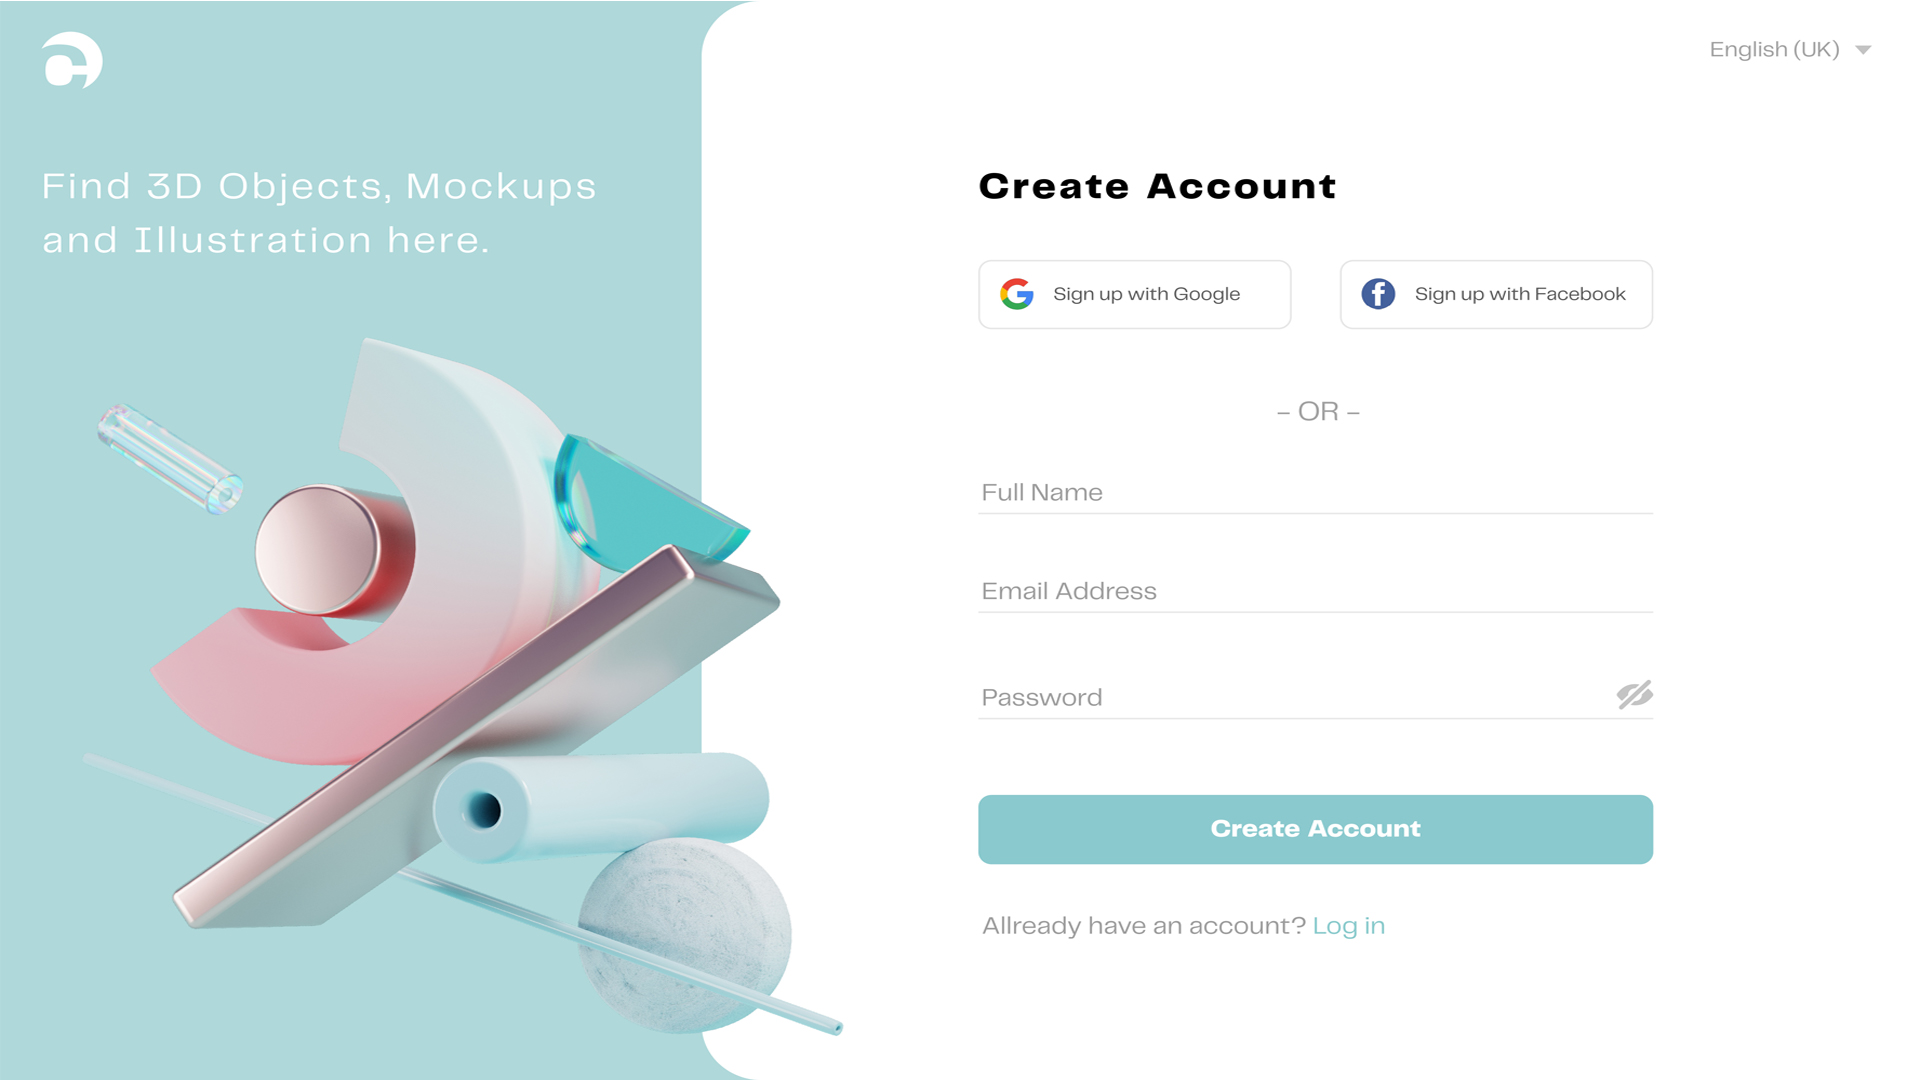 English (UK)
Find 3D Objects, Mockups
and Illustration here.
Create Account
Sign up with Google
Sign up with Facebook
– OR –
Full Name
Email Address
Password
Create Account
Allready have an account? Log in